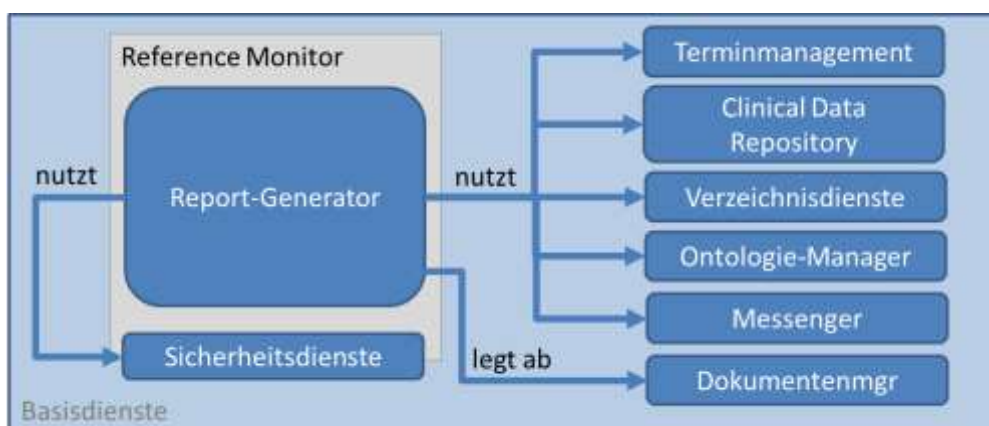 Reference Monitor
Terminmanagement
Clinical Data
Repository
nutzt
Report-Generator
nutzt
Verzeichnisdienste
Ontologie-Manager
Messenger
Sicherheitsdienste
legt ab
Dokumentenmgr
Basisdienste